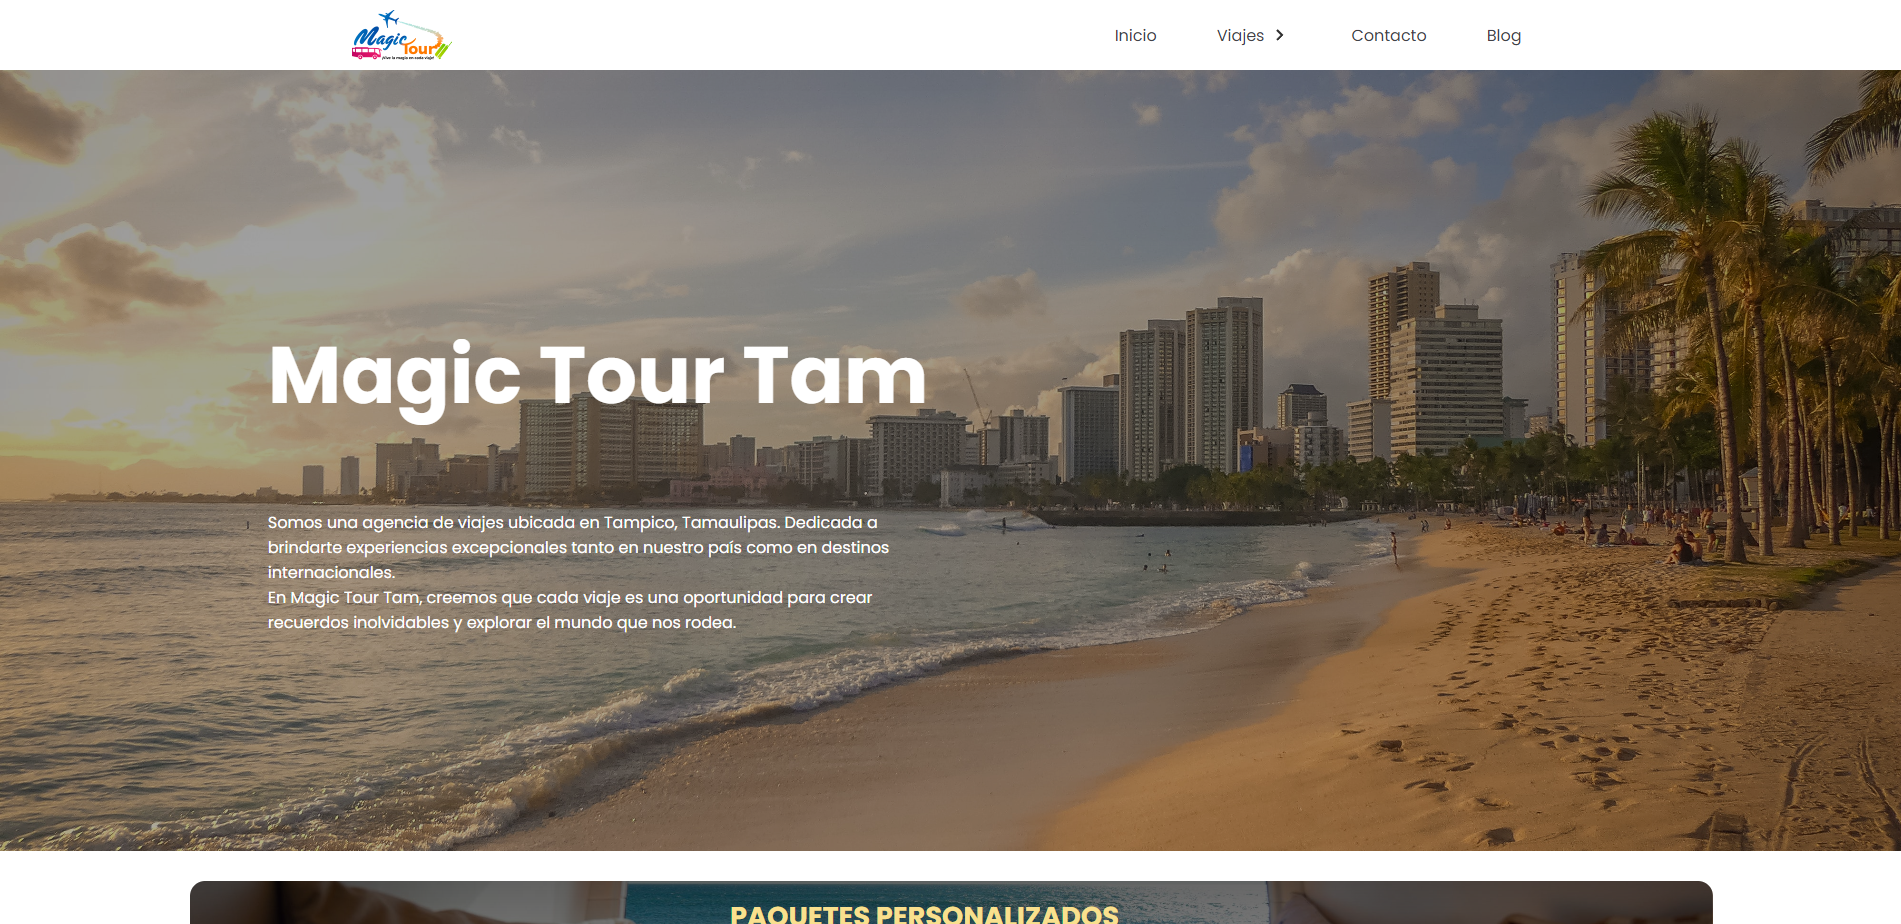 Magic
Tour
¡Vive la magia en cada viaje!
Inicio
Viajes
Contacto
Blog
Magic Tour Tam
Somos una agencia de viajes ubicada en Tampico, Tamaulipas. Dedicada a
brindarte experiencias excepcionales tanto en nuestro país como en destinos
internacionales.
En Magic Tour Tam, creemos que cada viaje es una oportunidad para crear
recuerdos inolvidables y explorar el mundo que nos rodea.
PAQUETES PERSONALIZADOS